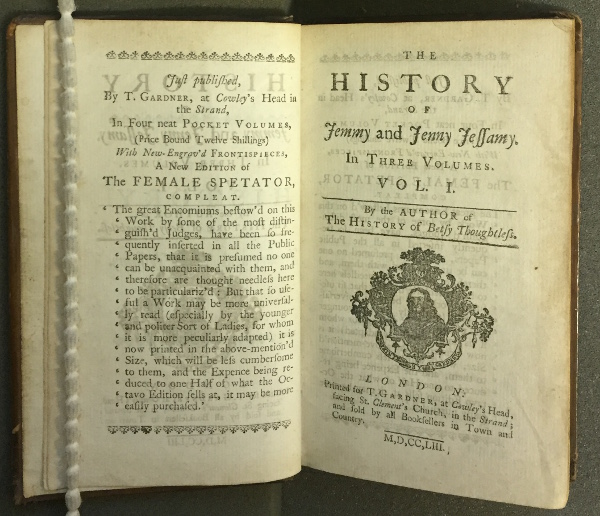 Just published,
By T. GARDNER, at Cowley's Head in
the Strand,
In Four neat POCKET VOLUMES,
(Price Bound Twelve Shillings)
With New-Engrav'd FRONTISPIECES,
A New EDITION of
The FEMALE SPETATOR,
COMPLEAT.
‘ The great Encomiums bestow'd on this
‘ Work by some of the most distin-
‘ guish'd Judges, have been so fre-
‘ quently inserted in all the Public
‘ Papers, that it is presumed no one
‘ can be unacquainted with them, and
‘ therefore are thought needless here
‘ to be particulariz'd: But that so use-
‘ ful a Work may be more universal-
‘ ly read (especially by the younger
‘ and politer Sort of Ladies, for whom
‘ it is more peculiarly adapted) it is
‘ now printed in the above-mention'd
‘ Size, which will be less cumbersome
‘ to them, and the Expence being re-
‘ duced to one Half of what the Oc-
‘ tavo Edition sells at, it may be more
‘ easily purchased.'
THE
HISTORY
OF
Jemmy and Jenny Jessamy.
In THREE VOLUMES.
VOL. I.
By the AUTHOR of
The HISTORY of Betsy Thoughtless.
LONDON:
Printed for T. GARDNER, at Cowley's Head,
facing St. Clement's Church, in the Strand;
and sold by all Booksellers in Town and
Country.
M,DCC,LIII.